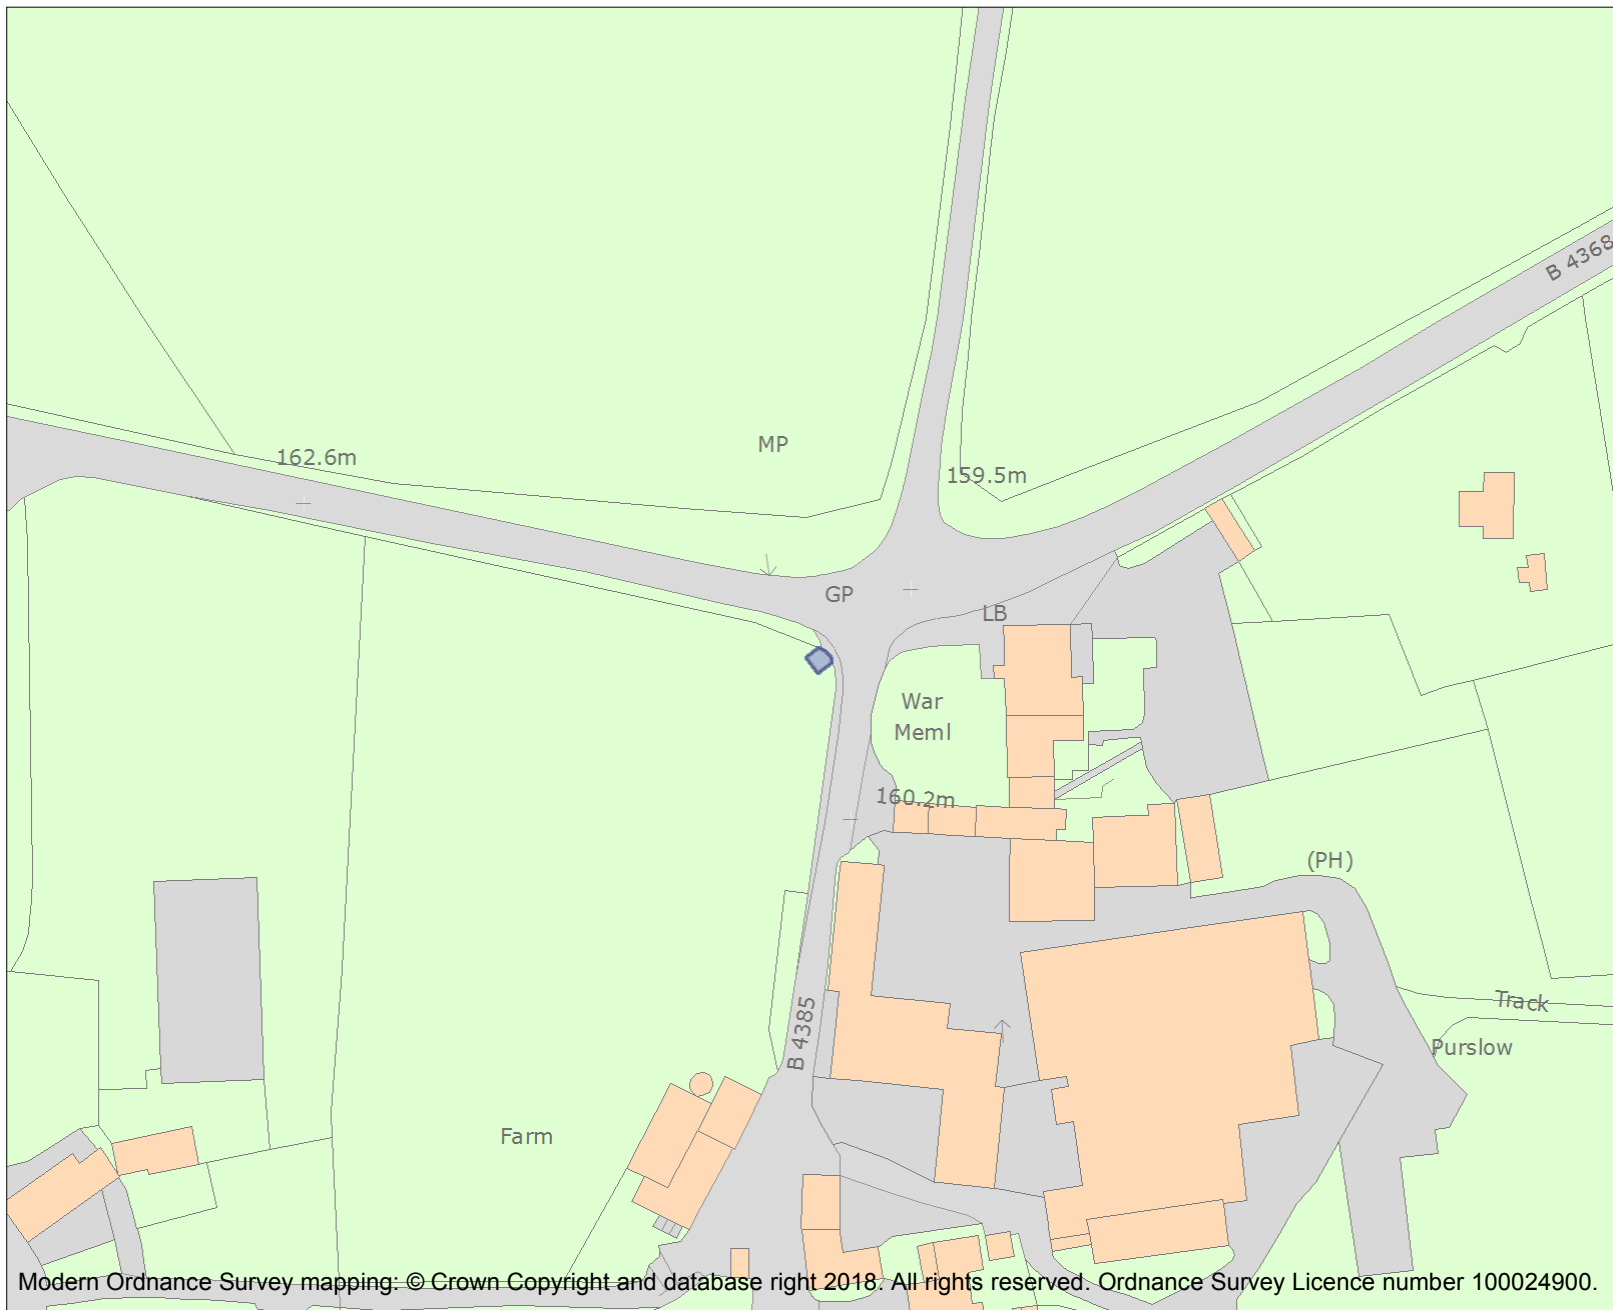 B 4368
MP
162.6m
159.5m
GP
LB
War
Meml
160.2m
(PH)
Track
B 4385
Purslow
Farm
Modern Ordnance Survey mapping: © Crown Copyright and database right 2018. All rights reserved. Ordnance Survey Licence number 100024900.